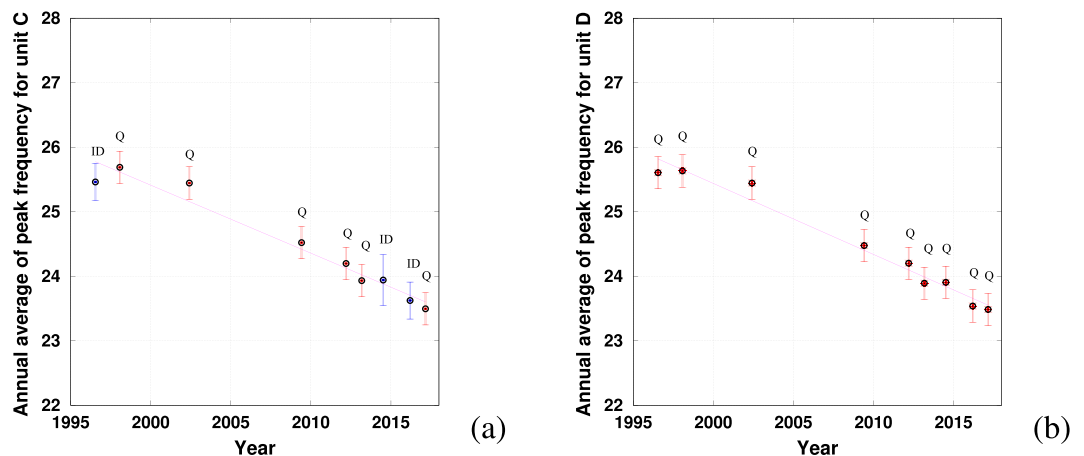 Annual average of peak frequency for unit C
28
27
26
25
24
23
22
ID
Q
Q
Q
Q
Q
ID
ID
Q
1995 2000 2005 2010 2015
Year
(a)
Annual average of peak frequency for unit D
28
27
26
25
24
23
22
Q
Q
Q
Q
Q
Q
Q
Q
Q
1995 2000 2005 2010 2015
Year
(b)